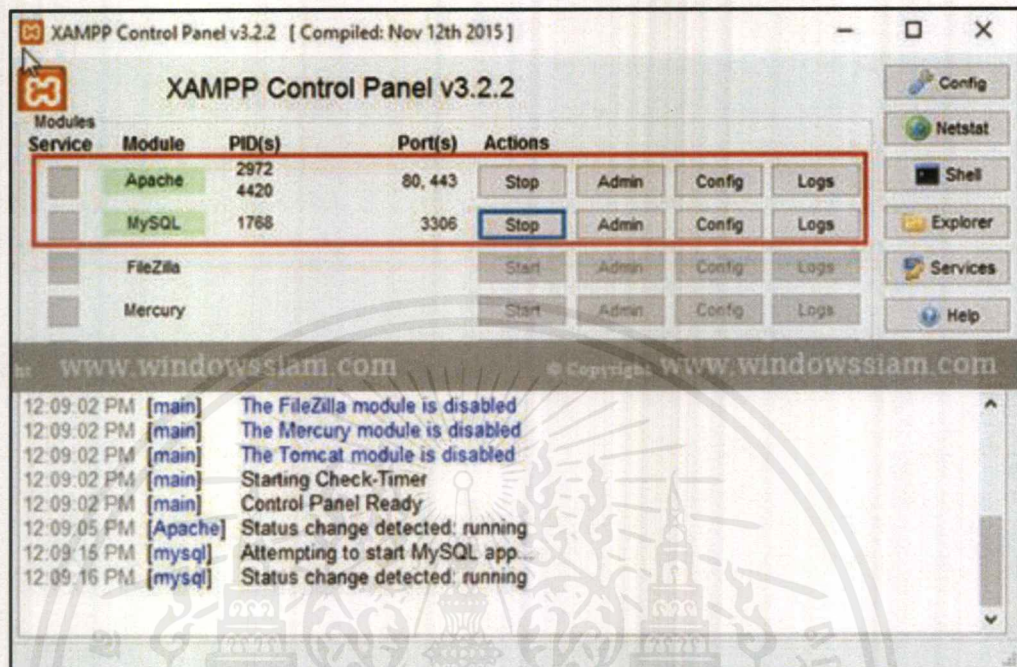 XAMPP Control Panel v3.2.2 [ Compiled: Nov 12th 2015 ]
XAMPP Control Panel v3.2.2
Config
Modules
Service Module PID(s) Port(s) Actions
Netstat
Apache 2972 4420 80, 443 Stop Admin Config Logs
Shell
MySQL 1768 3306 Stop Admin Config Logs
Explorer
FileZilla Start Admin Config Logs
Services
Mercury Start Admin Config Logs
Help
ht www.windowssiam.com © Copyright www.windowssiam.com
12:09:02 PM [main] The FileZilla module is disabled
12:09:02 PM [main] The Mercury module is disabled
12:09:02 PM [main] The Tomcat module is disabled
12:09:02 PM [main] Starting Check-Timer
12:09:02 PM [main] Control Panel Ready
12:09:05 PM [Apache] Status change detected: running
12:09:15 PM [mysql] Attempting to start MySQL app...
12:09:16 PM [mysql] Status change detected: running